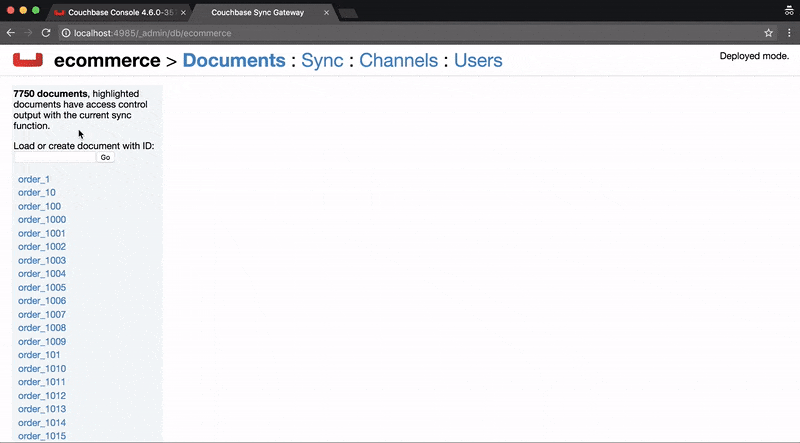 Couchbase Console 4.6.0-351
Couchbase Sync Gateway
localhost:4985/_admin/db/ecommerce
ecommerce > Documents : Sync : Channels : Users
Deployed mode.
7750 documents, highlighted
documents have access control
output with the current sync
function.
Load or create document with ID:
Go
order_1
order_10
order_100
order_1000
order_1001
order_1002
order_1003
order_1004
order_1005
order_1006
order_1007
order_1008
order_1009
order_101
order_1010
order_1011
order_1012
order_1013
order_1014
order_1015